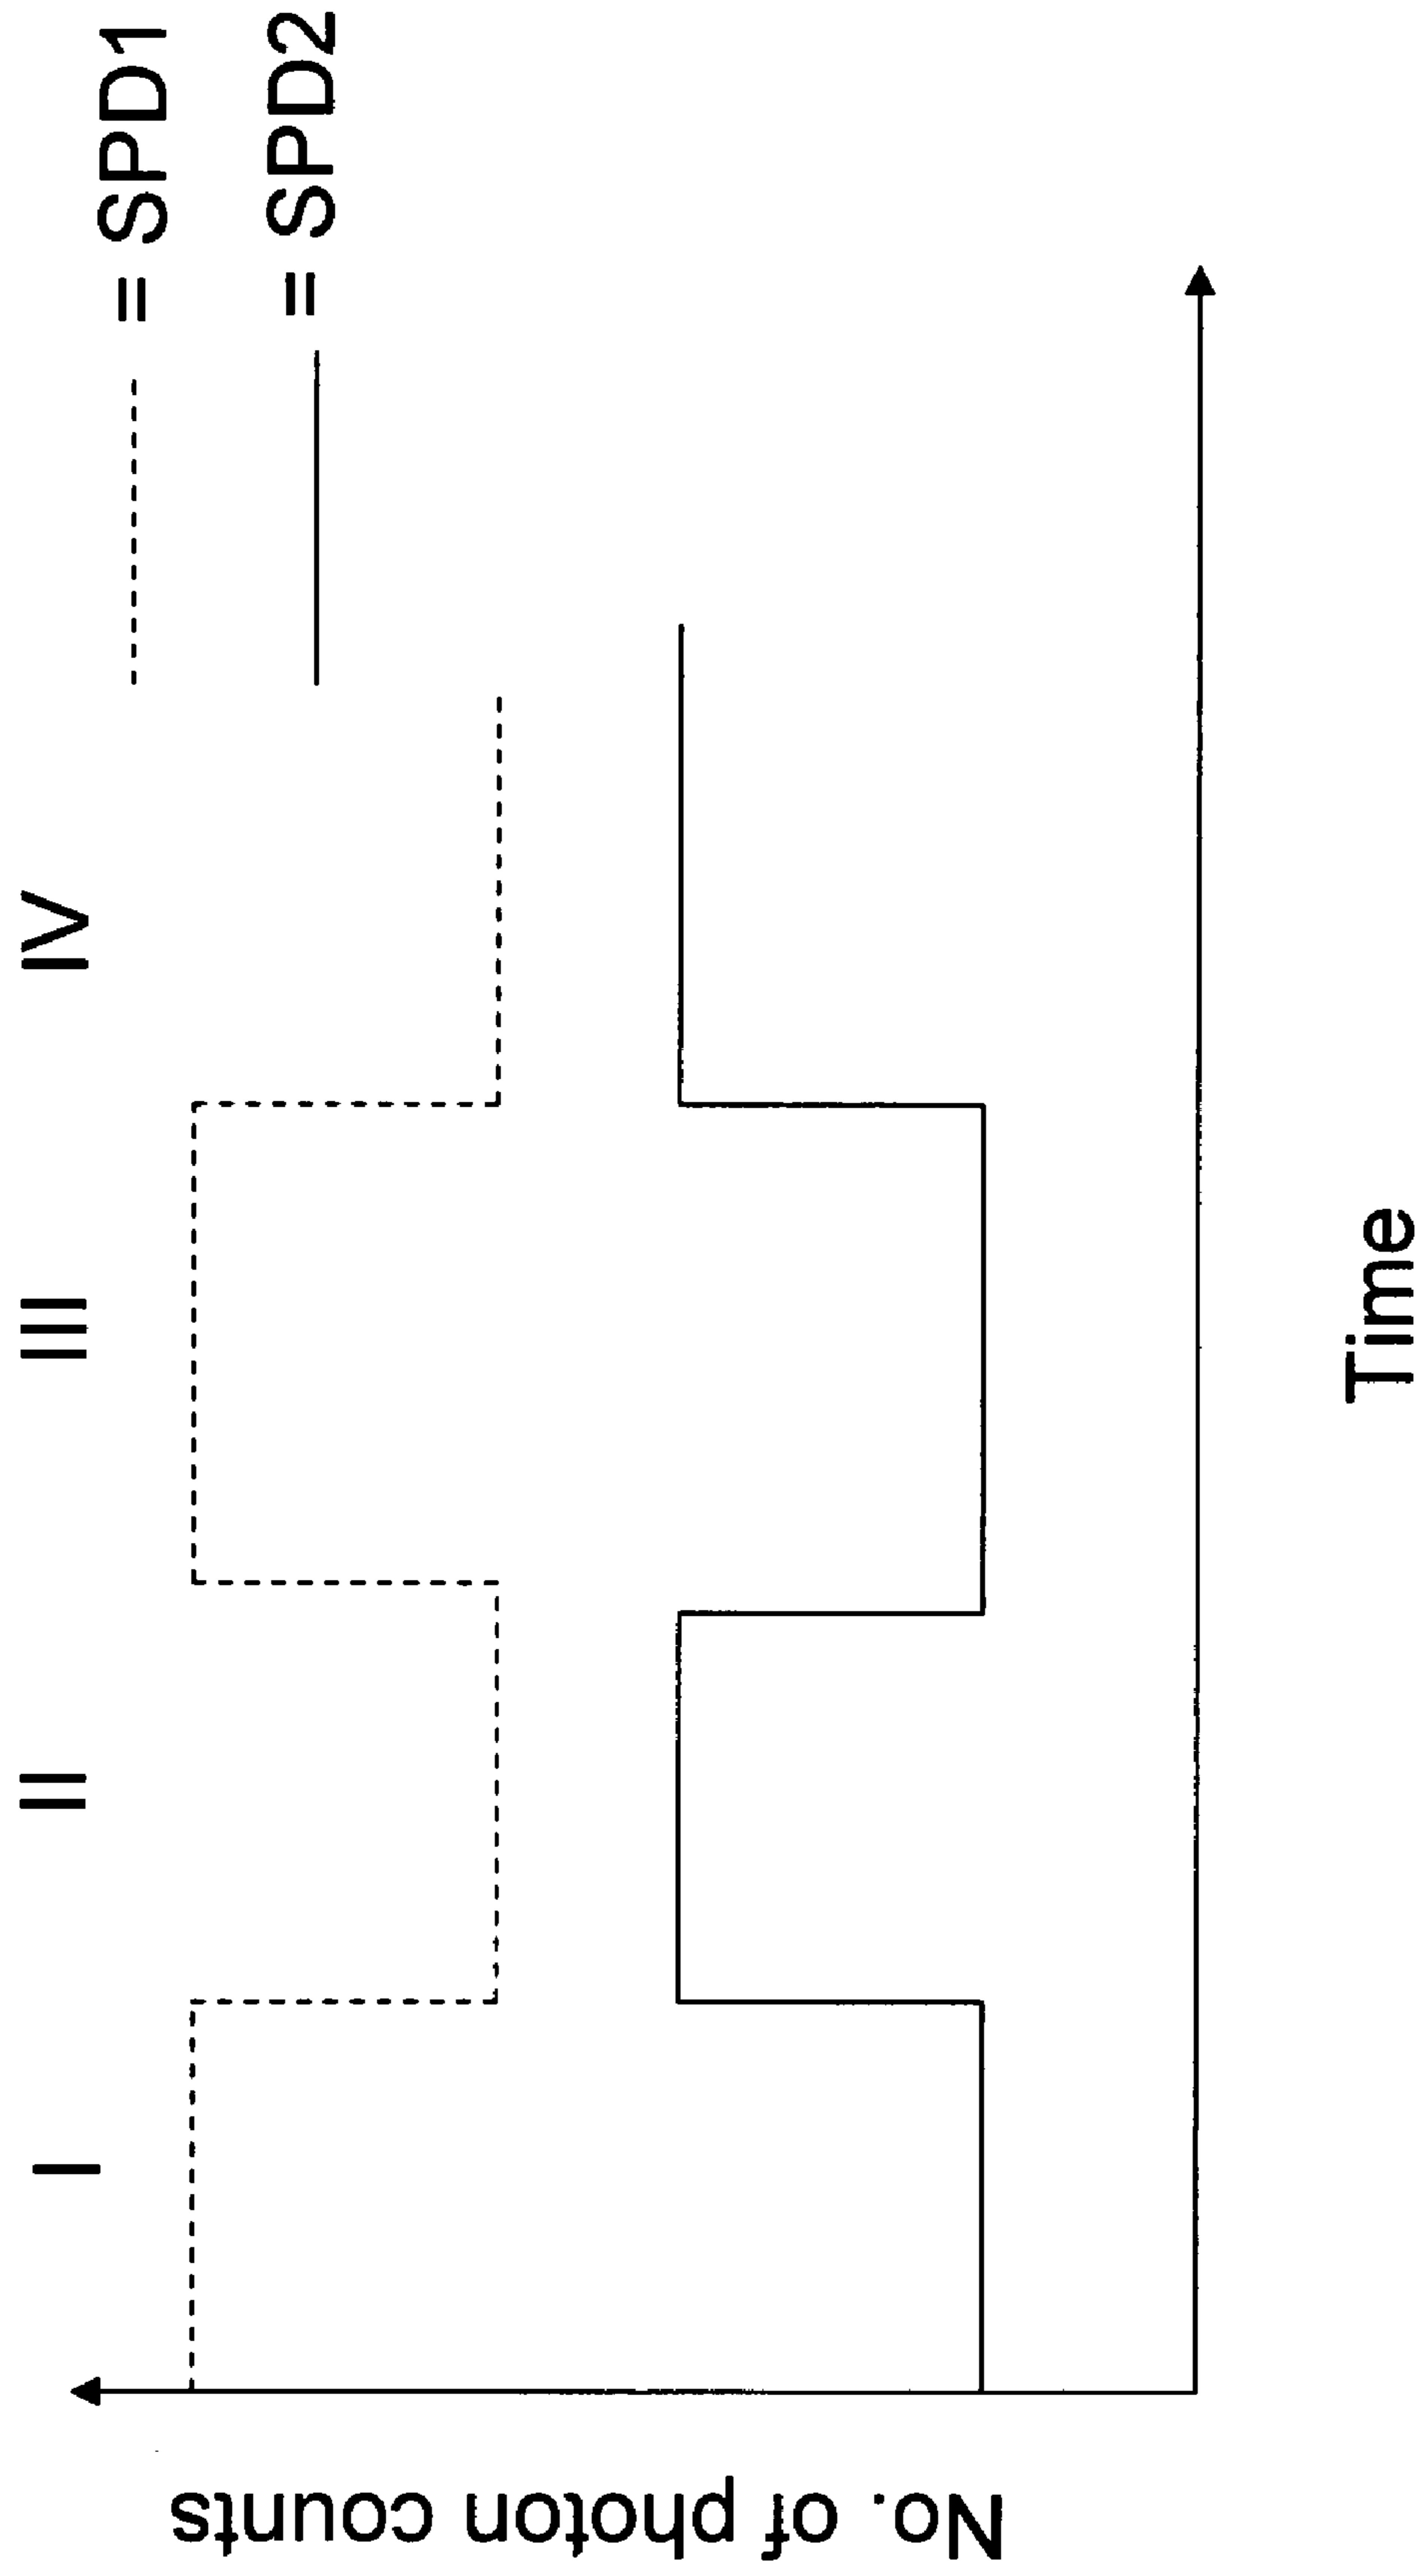 I II III IV
= SPD1
= SPD2
No. of photon counts
Time